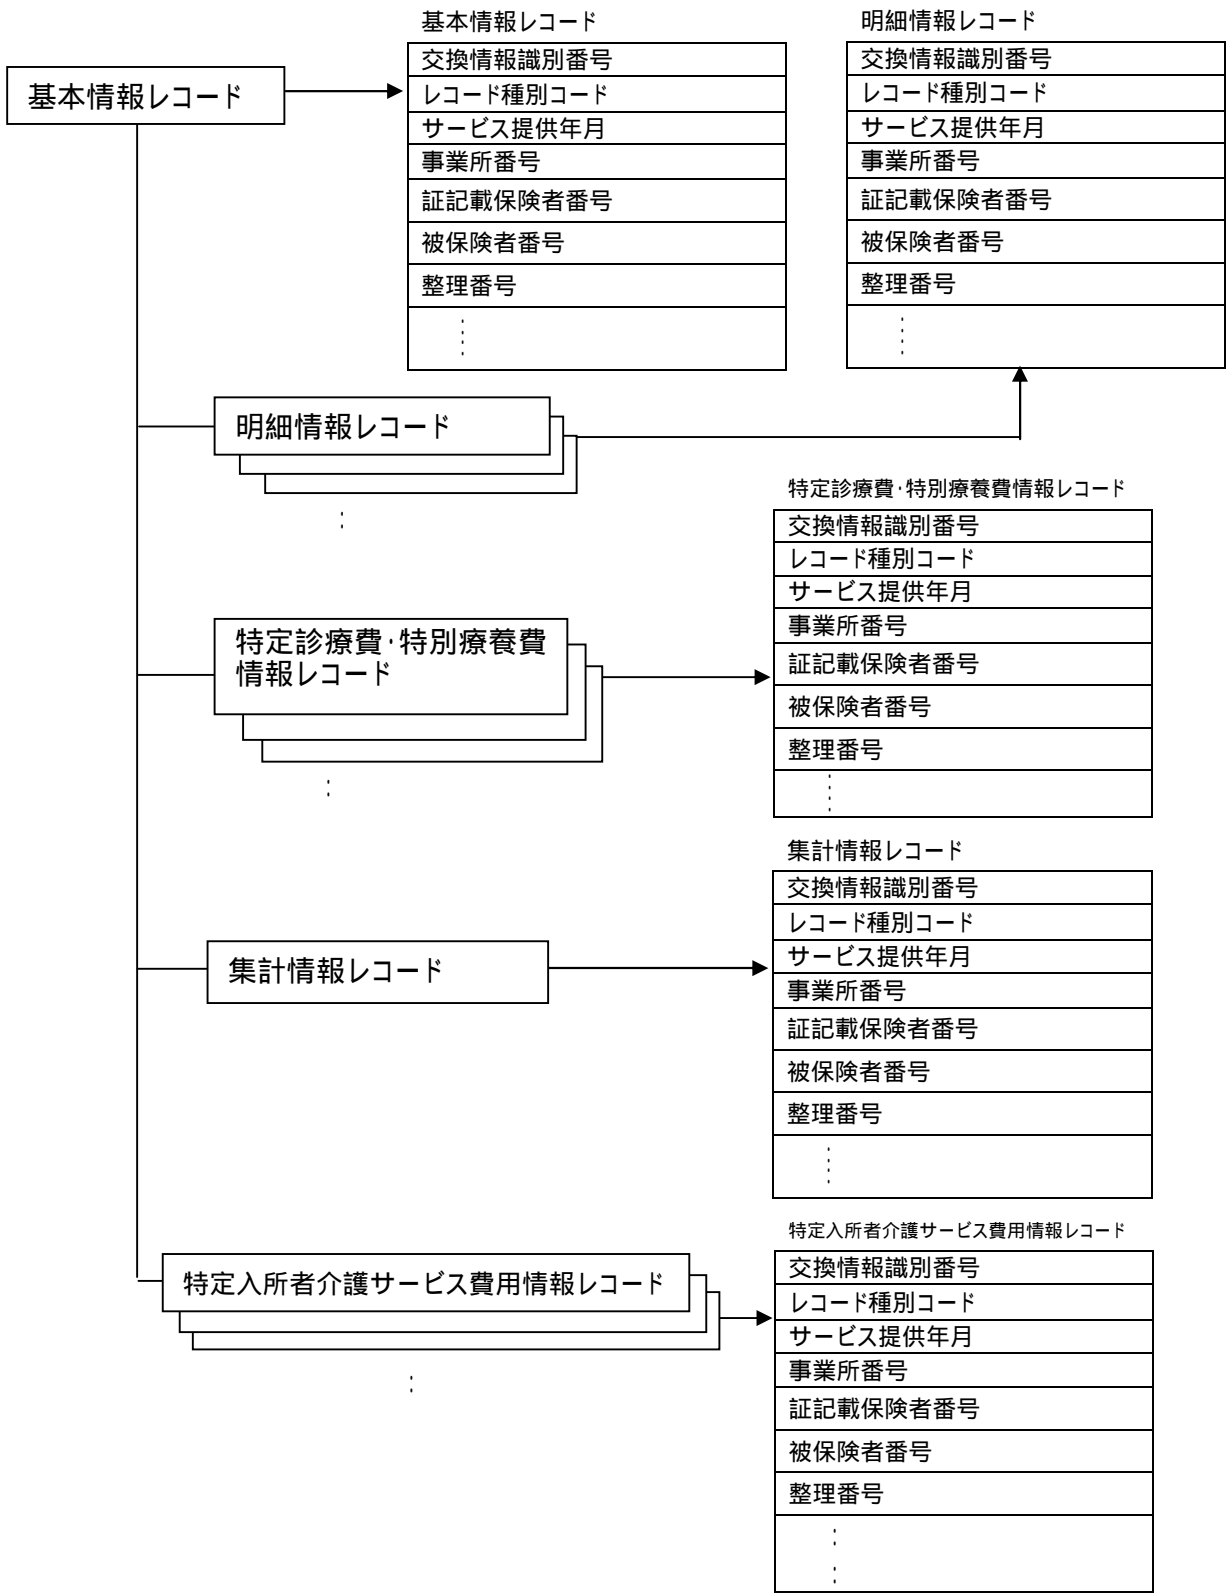 基本情報レコード
基本情報レコード
交換情報識別番号
レコード種別コード
サービス提供年月
事業所番号
証記載保険者番号
被保険者番号
整理番号
明細情報レコード
交換情報識別番号
レコード種別コード
サービス提供年月
事業所番号
証記載保険者番号
被保険者番号
整理番号
明細情報レコード
特定診療費・特別療養費
情報レコード
特定診療費・特別療養費情報レコード
交換情報識別番号
レコード種別コード
サービス提供年月
事業所番号
証記載保険者番号
被保険者番号
整理番号
集計情報レコード
集計情報レコード
交換情報識別番号
レコード種別コード
サービス提供年月
事業所番号
証記載保険者番号
被保険者番号
整理番号
特定入所者介護サービス費用情報レコード
特定入所者介護サービス費用情報レコード
交換情報識別番号
レコード種別コード
サービス提供年月
事業所番号
証記載保険者番号
被保険者番号
整理番号